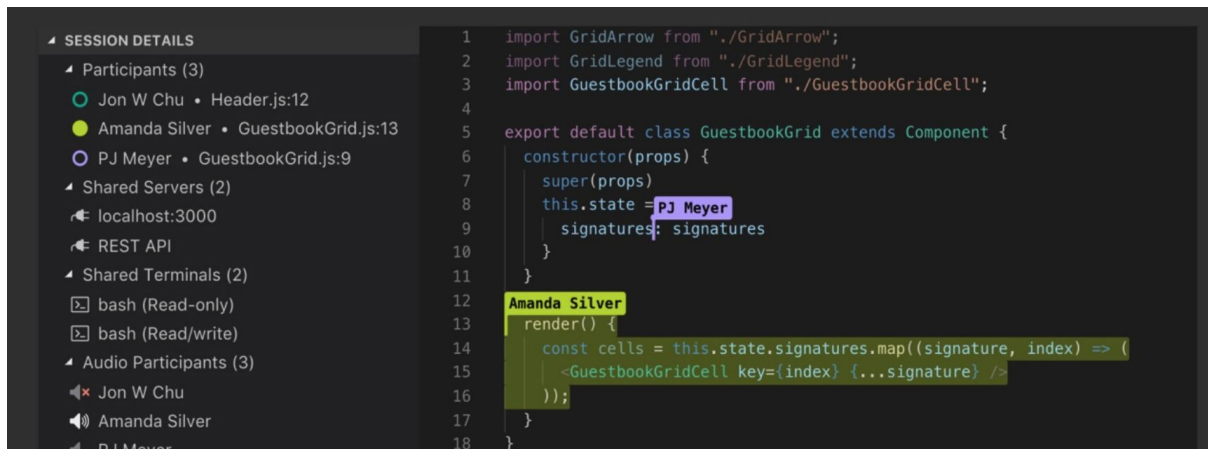 SESSION DETAILS
Participants (3)
Jon W Chu • Header.js:12
Amanda Silver • GuestbookGrid.js:13
PJ Meyer • GuestbookGrid.js:9
Shared Servers (2)
localhost:3000
REST API
Shared Terminals (2)
bash (Read-only)
bash (Read/write)
Audio Participants (3)
Jon W Chu
Amanda Silver
PJ Meyer
1 import GridArrow from "./GridArrow";
2 import GridLegend from "./GridLegend";
3 import GuestbookGridCell from "./GuestbookGridCell";
4
5 export default class GuestbookGrid extends Component {
6 constructor(props) {
7 super(props)
8 this.state = PJ Meyer
9 signatures: signatures
10 }
11 }
12 Amanda Silver
13 render() {
14 const cells = this.state.signatures.map((signature, index) => (
15 <GuestbookGridCell key={index} {...signature} />
16 ));
17 }
18 }